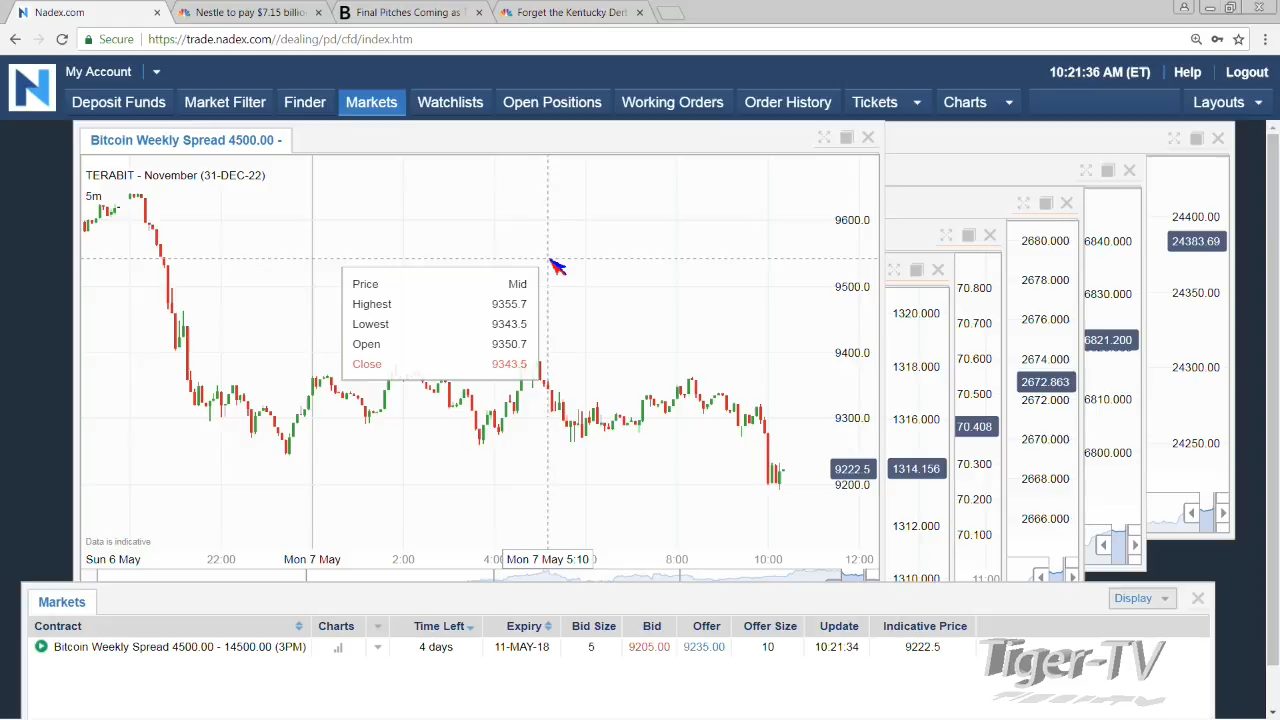 Nadex.com
Nestle to pay $7.15 billio
Final Pitches Coming as T
Forget the Kentucky Der
Secure https://trade.nadex.com//dealing/pd/cfd/index.htm
My Account 10:21:36 AM (ET) Help Logout
Deposit Funds Market Filter Finder Markets Watchlists Open Positions Working Orders Order History Tickets Charts Layouts
Bitcoin Weekly Spread 4500.00 -
TERABIT - November (31-DEC-22)
5m
Price Mid
Highest 9355.7
Lowest 9343.5
Open 9350.7
Close 9343.5
9600.0
9500.0
9400.0
9300.0
9222.5
9200.0
Data is indicative
Sun 6 May 22:00 Mon 7 May 2:00 Mon 7 May 5:10 8:00 10:00 12:00
1320.000
1318.000
1316.000
1314.156
1312.000
1310.000
70.800
70.700
70.600
70.500
70.408
70.300
70.200
70.100
11:00
2680.000
2678.000
2676.000
2674.000
2672.863
2672.000
2670.000
2668.000
2666.000
6840.000
6830.000
6821.200
6810.000
6800.000
24400.00
24383.69
24350.00
24300.00
24250.00
Markets Display
Contract Charts Time Left Expiry Bid Size Bid Offer Offer Size Update Indicative Price
Bitcoin Weekly Spread 4500.00 - 14500.00 (3PM) 4 days 11-MAY-18 5 9205.00 9235.00 10 10:21:34 9222.5
Tiger-TV